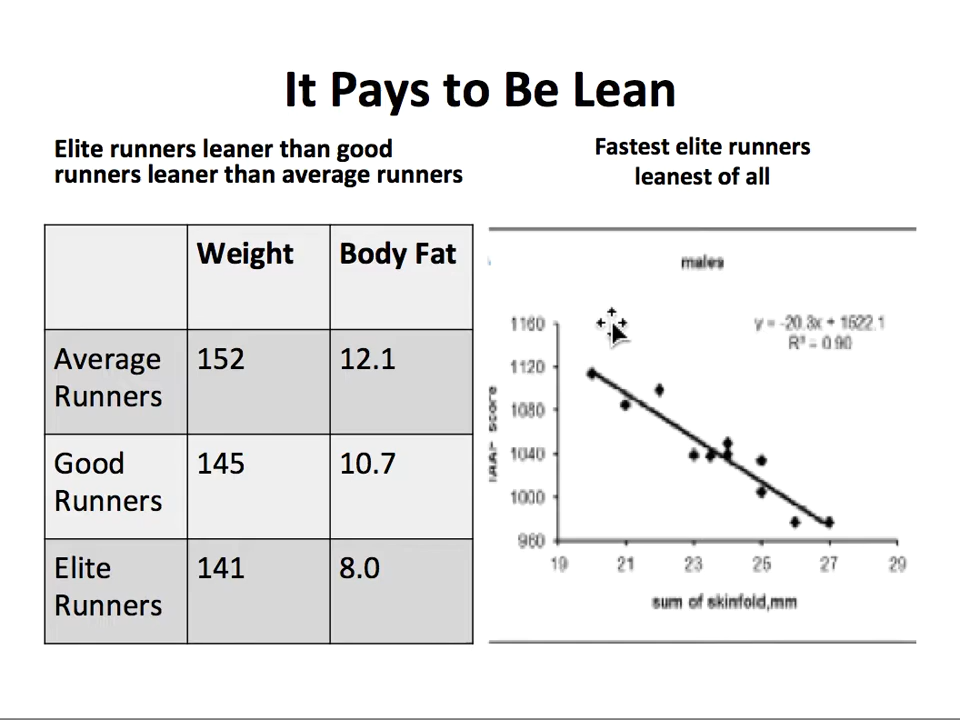 It Pays to Be Lean
Elite runners leaner than good
runners leaner than average runners
Fastest elite runners
leanest of all
Weight
Body Fat
Average
Runners
152
12.1
Good
Runners
145
10.7
Elite
Runners
141
8.0
males
y = -20.3x + 1522.1
R² = 0.90
IAAF score
1160
1120
1080
1040
1000
960
19
21
23
25
27
29
sum of skinfold,mm